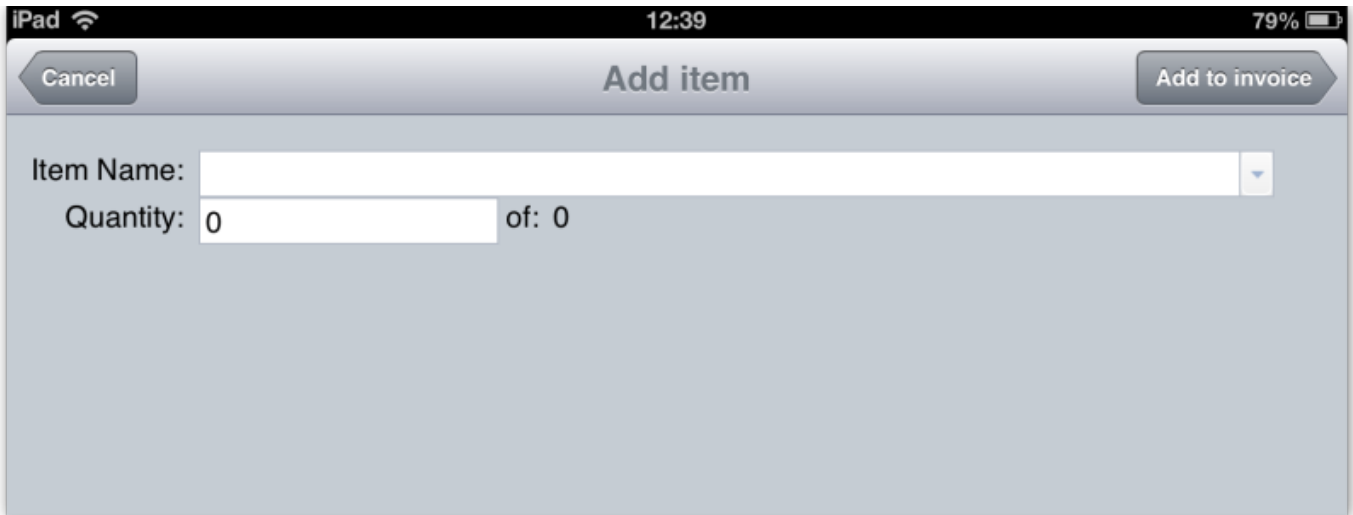 iPad 12:39 79%
Cancel Add item Add to invoice
Item Name:
Quantity: 0 of: 0